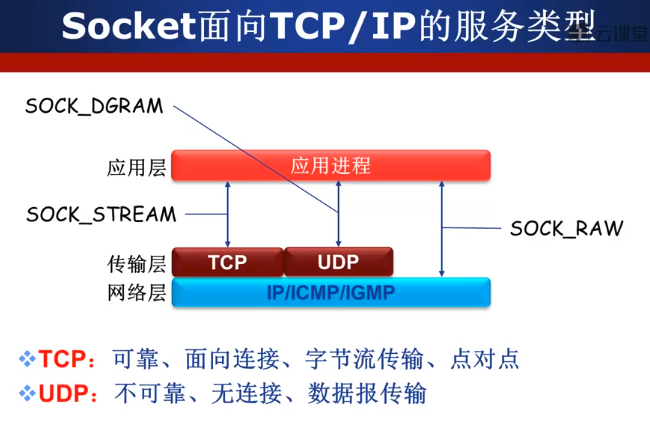 Socket面向TCP/IP的服务类型
云课堂
SOCK_DGRAM
应用层
应用进程
SOCK_STREAM
SOCK_RAW
传输层
TCP
UDP
网络层
IP/ICMP/IGMP
TCP：可靠、面向连接、字节流传输、点对点
UDP：不可靠、无连接、数据报传输